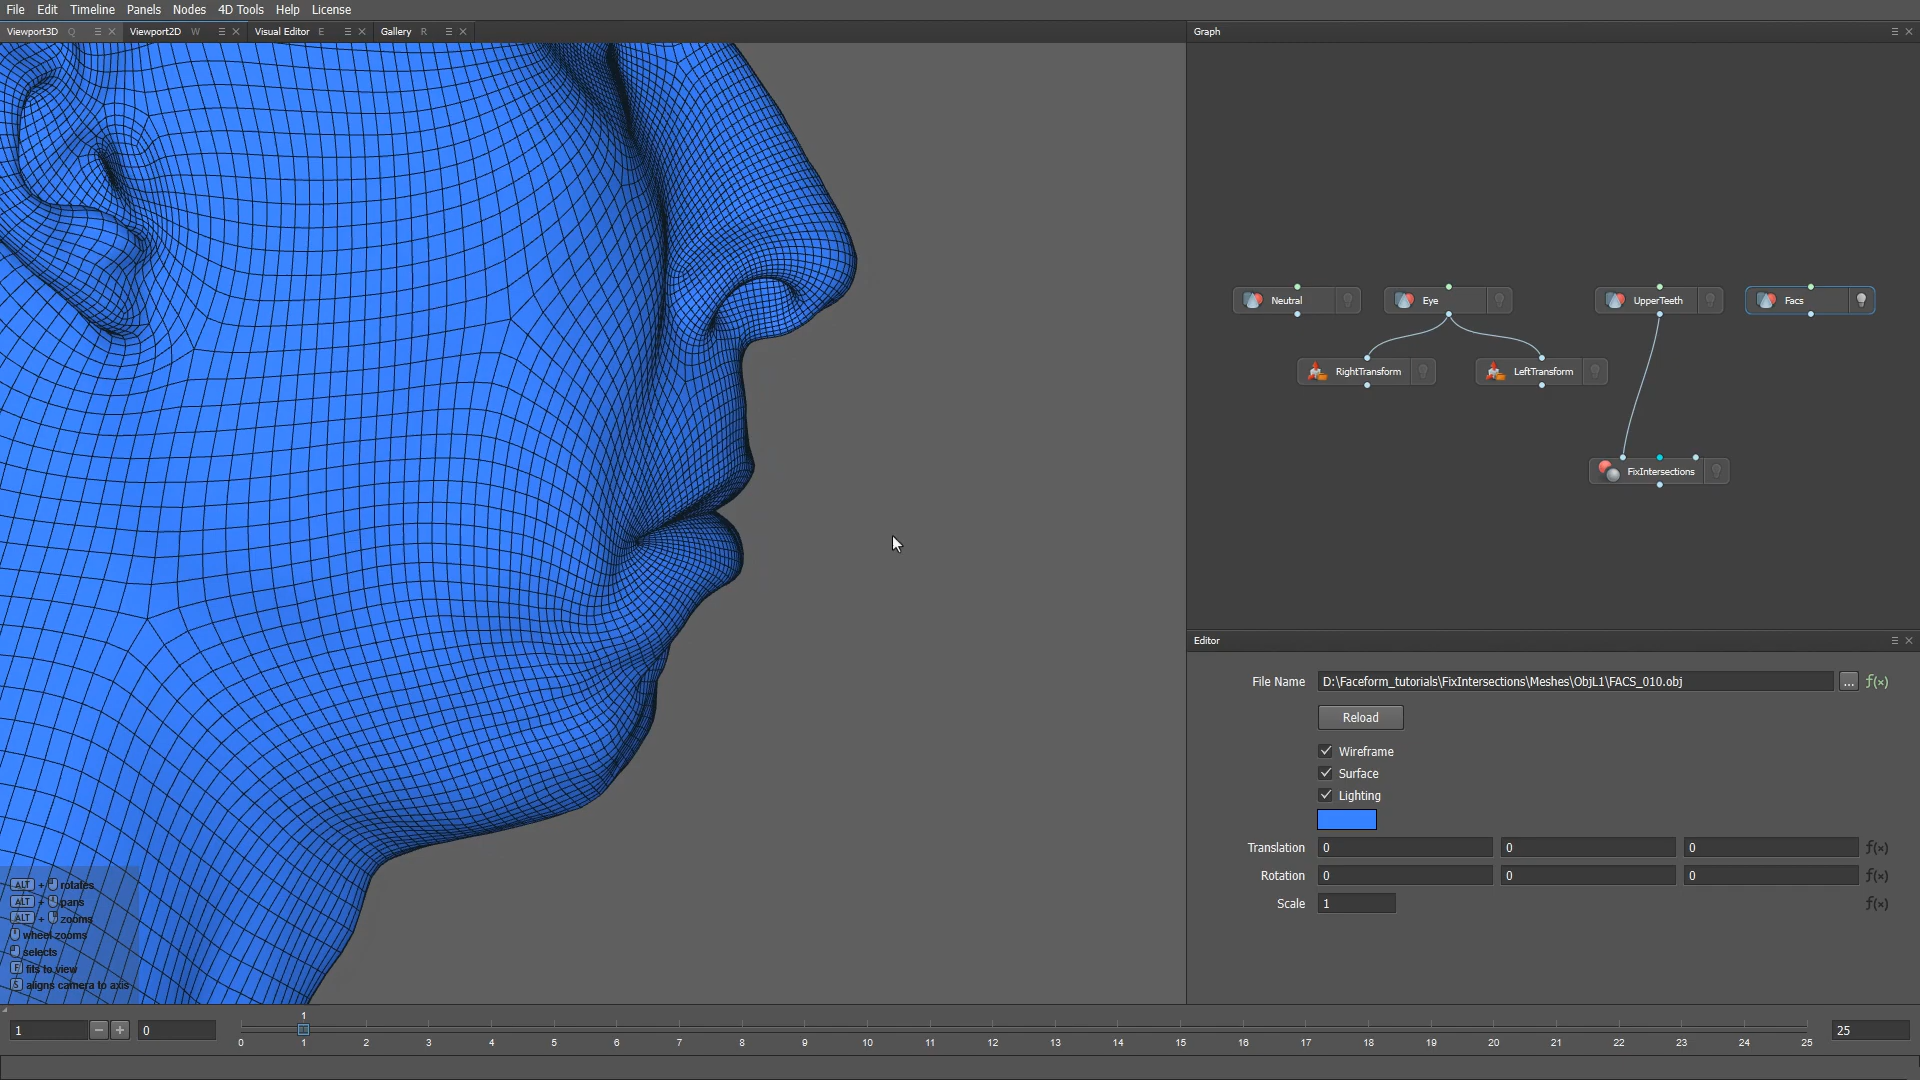 File Edit Timeline Panels Nodes 4D Tools Help License
Viewport3D Q Viewport2D W Visual Editor E Gallery R
Graph
Neutral Eye UpperTeeth Facs
RightTransform LeftTransform
FixIntersections
Editor
File Name D:\Faceform_tutorials\FixIntersections\Meshes\ObjL1\FACS_010.obj ... f(x)
Reload
Wireframe
Surface
Lighting
Translation 0 0 0 f(x)
Rotation 0 0 0 f(x)
Scale 1 f(x)
ALT + rotates
ALT + pans
ALT + zooms
wheel zooms
selects
F fits to view
S aligns camera to axis
1
1 − + 0 25
0 1 2 3 4 5 6 7 8 9 10 11 12 13 14 15 16 17 18 19 20 21 22 23 24 25